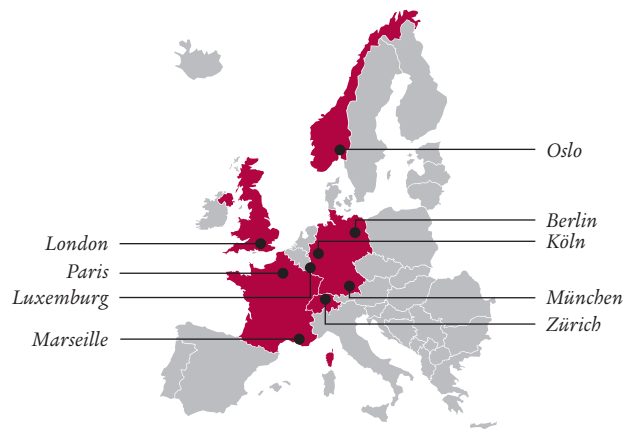 Oslo
Berlin
London
Köln
Paris
Luxemburg
München
Zürich
Marseille